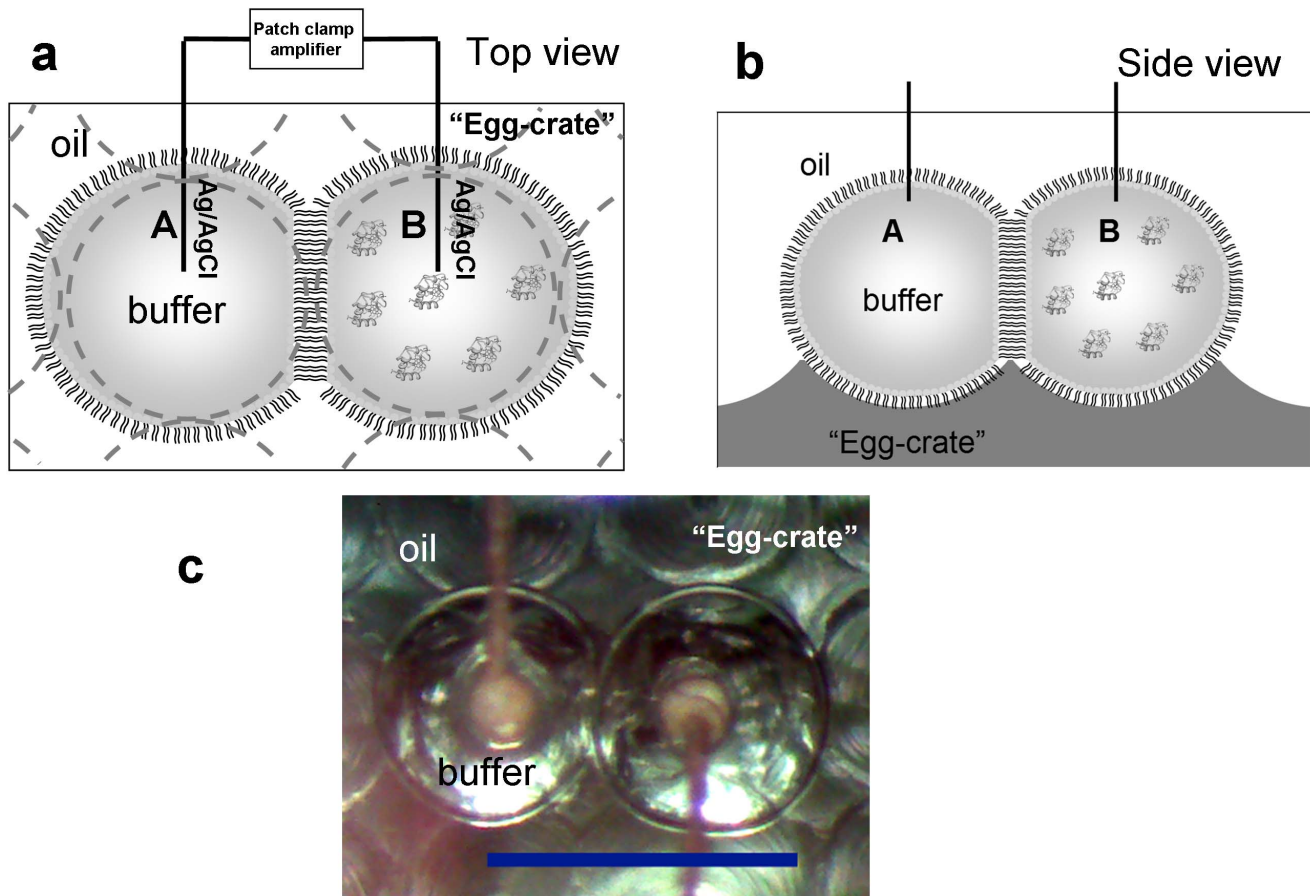 a
Patch clamp
amplifier
Top view
"Egg-crate"
oil
A
Ag/AgCl
B
Ag/AgCl
buffer
b
Side view
oil
A
B
buffer
"Egg-crate"
c
oil
"Egg-crate"
buffer